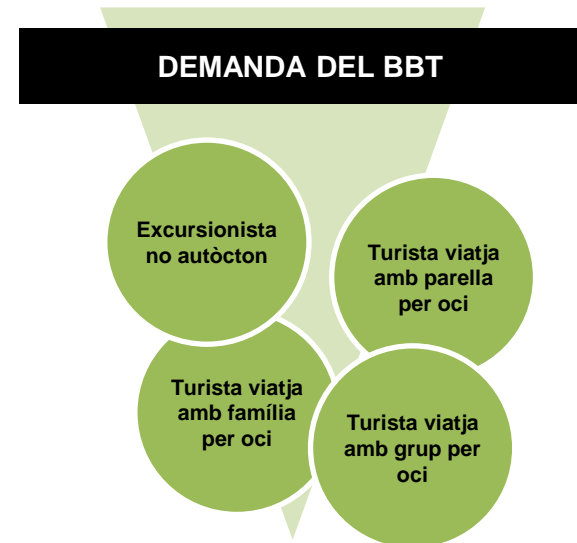 DEMANDA DEL BBT
Excursionista
no autòcton
Turista viatja
amb parella
per oci
Turista viatja
amb família
per oci
Turista viatja
amb grup per
oci